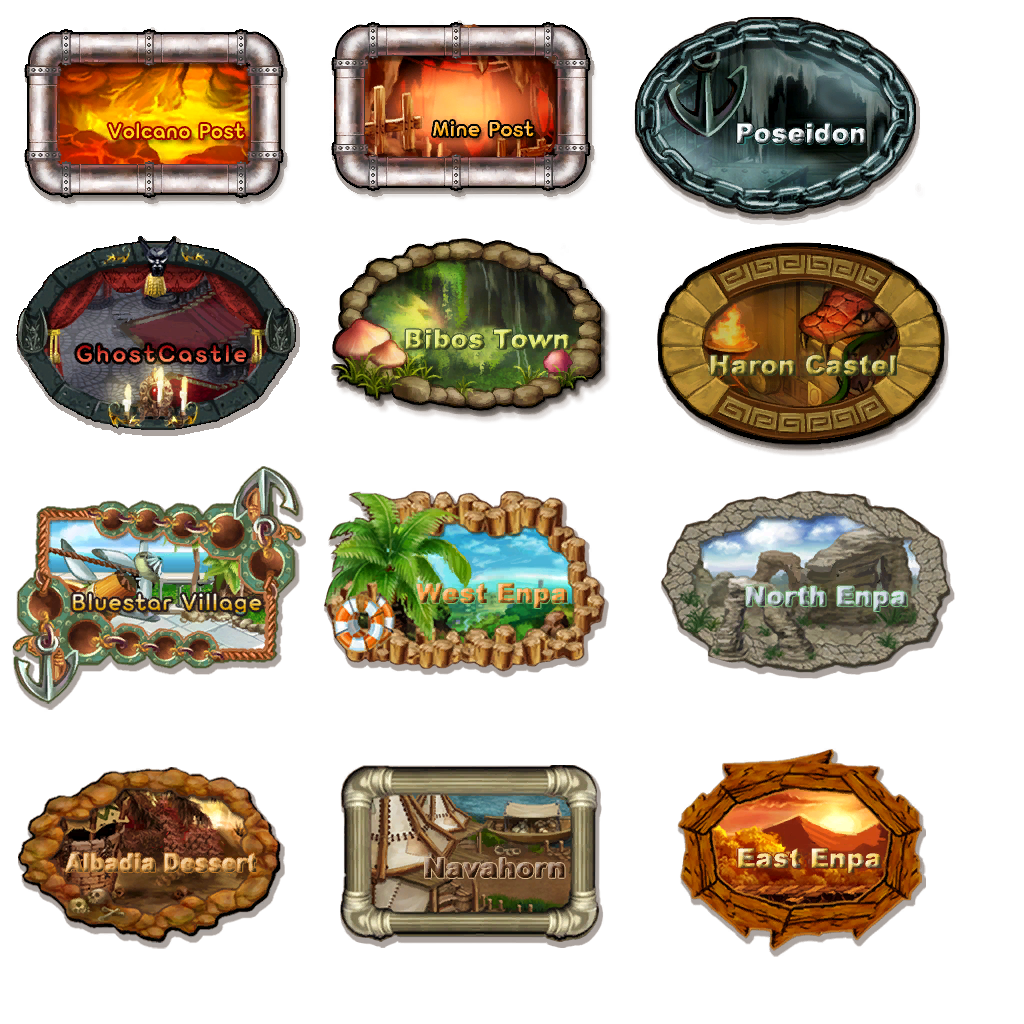 Volcano Post
Mine Post
Poseidon
GhostCastle
Bibos Town
Haron Castel
Bluestar Village
West Enpa
North Enpa
Albadia Dessert
Navahorn
East Enpa